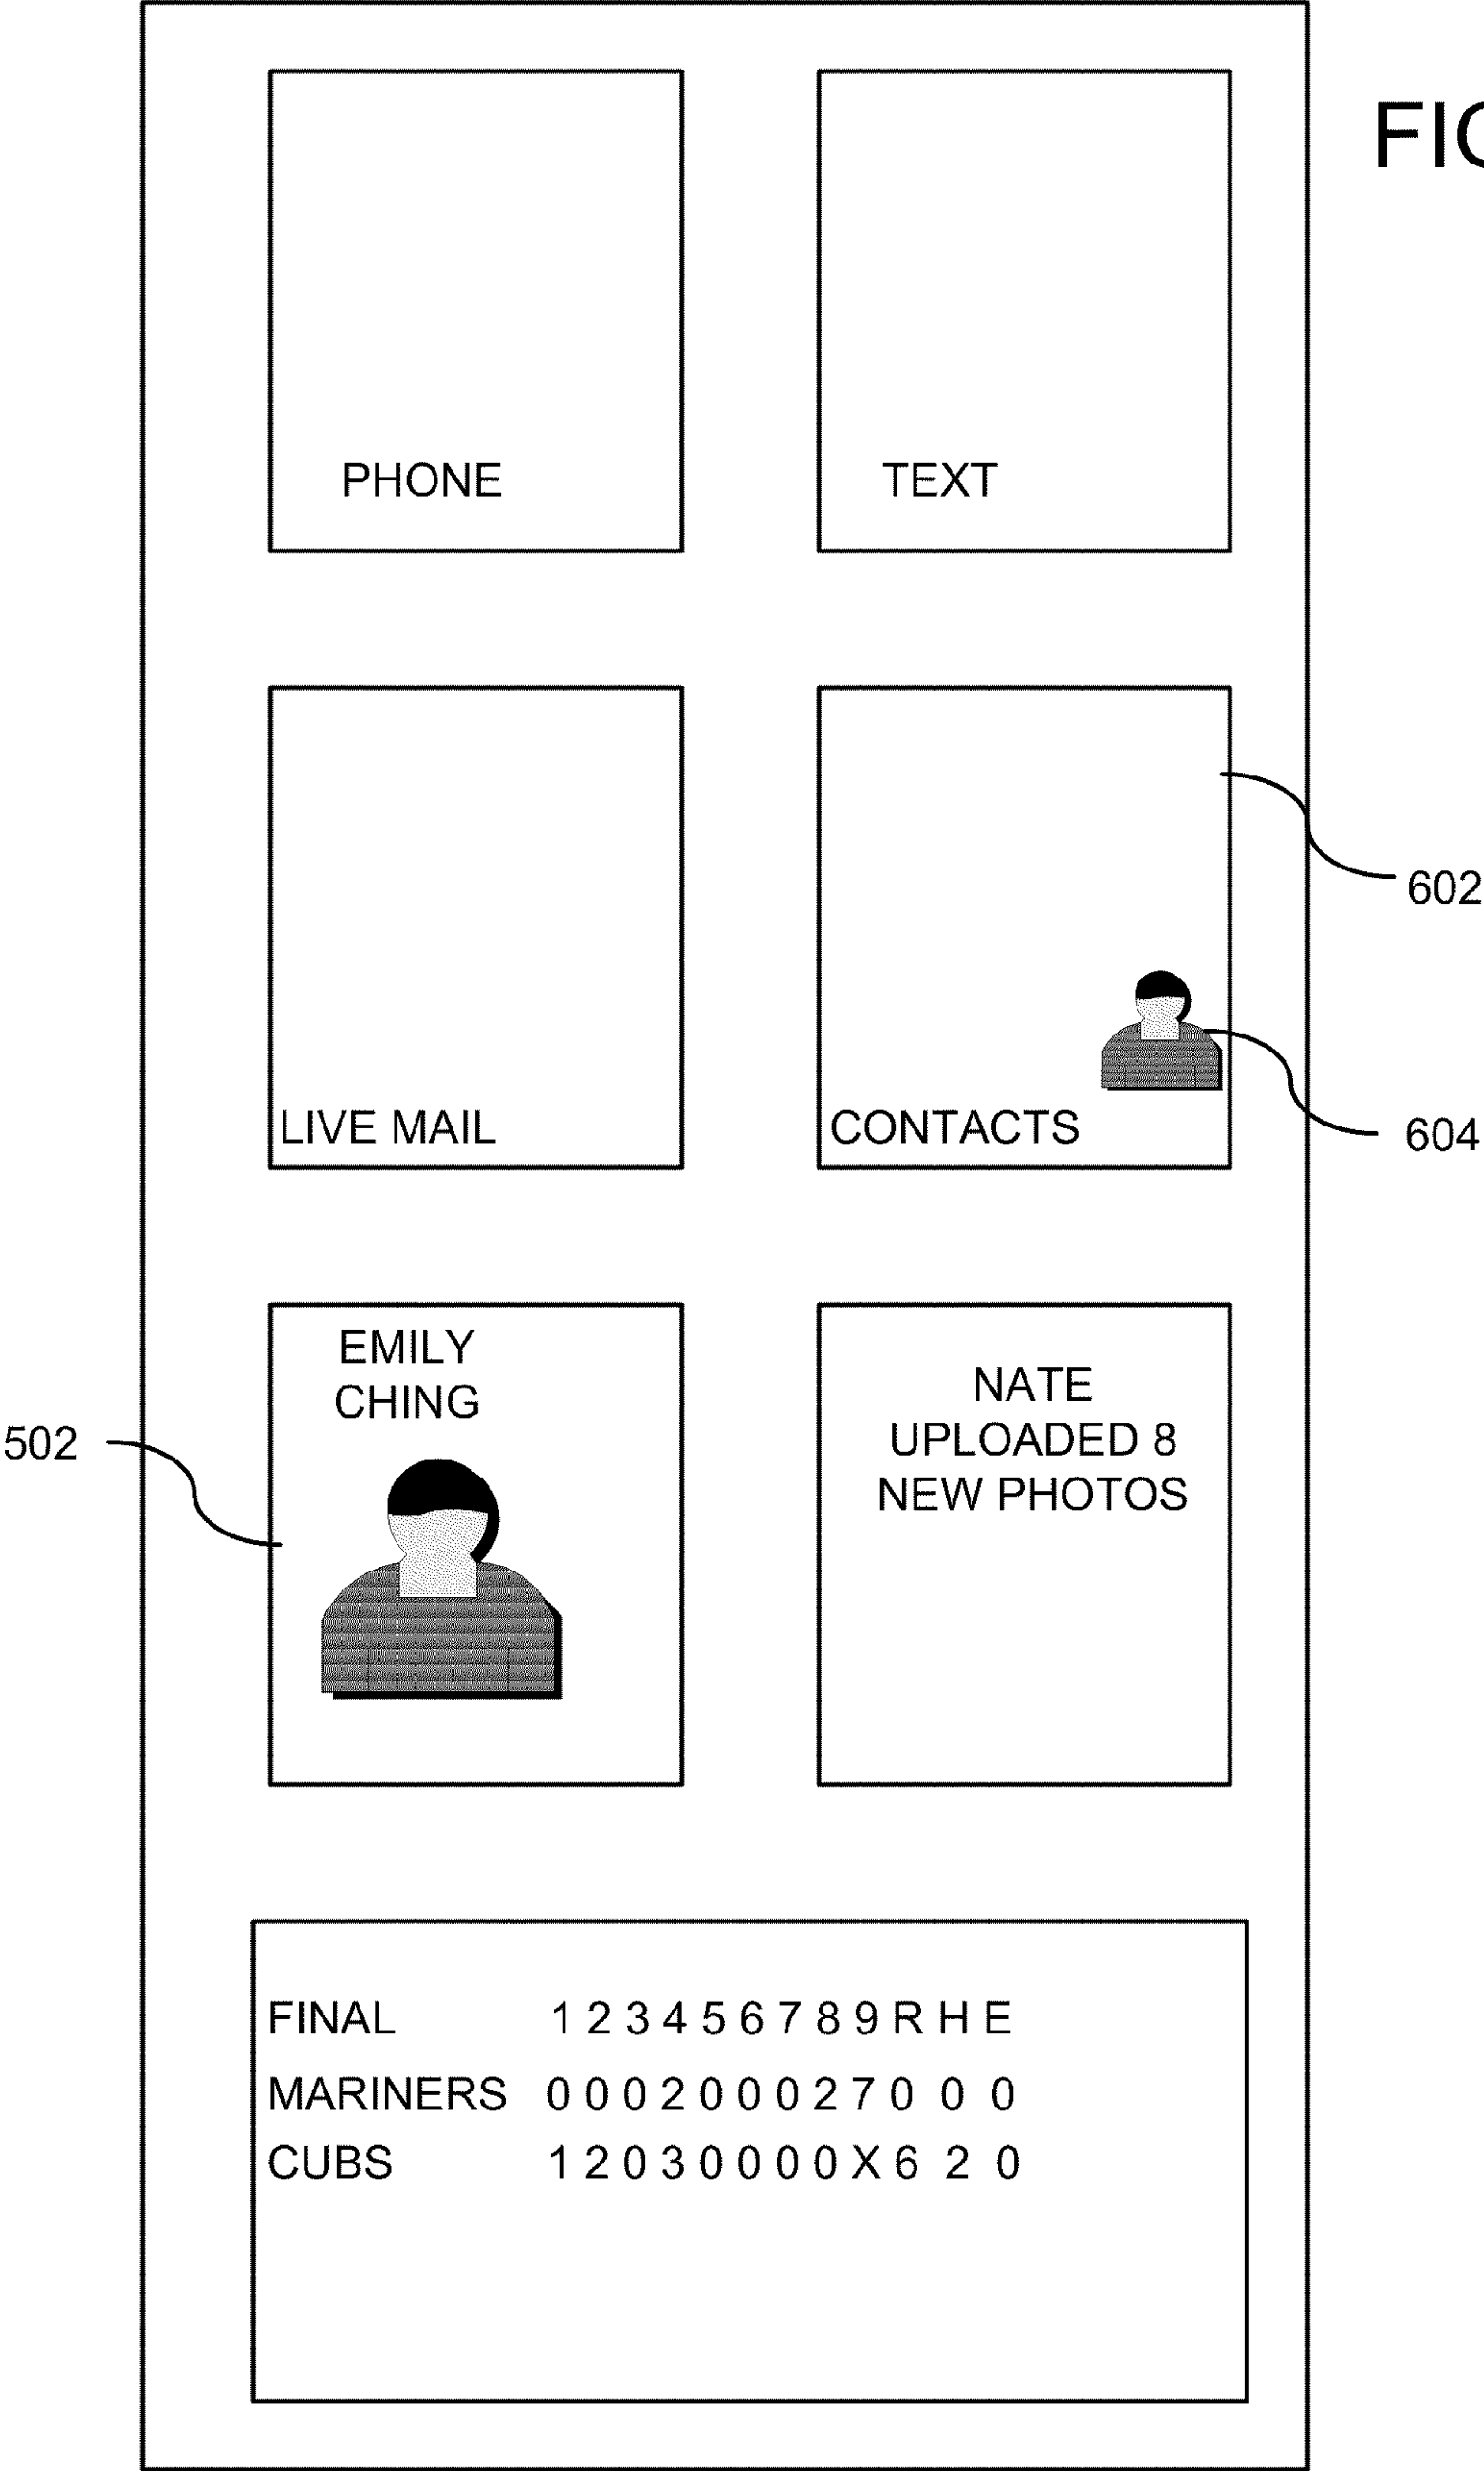 FIG
PHONE
TEXT
602
LIVE MAIL
CONTACTS
604
EMILY
CHING
502
NATE
UPLOADED 8
NEW PHOTOS
FINAL 1 2 3 4 5 6 7 8 9 R H E
MARINERS 0 0 0 2 0 0 0 2 7 0 0 0
CUBS 1 2 0 3 0 0 0 0 X 6 2 0